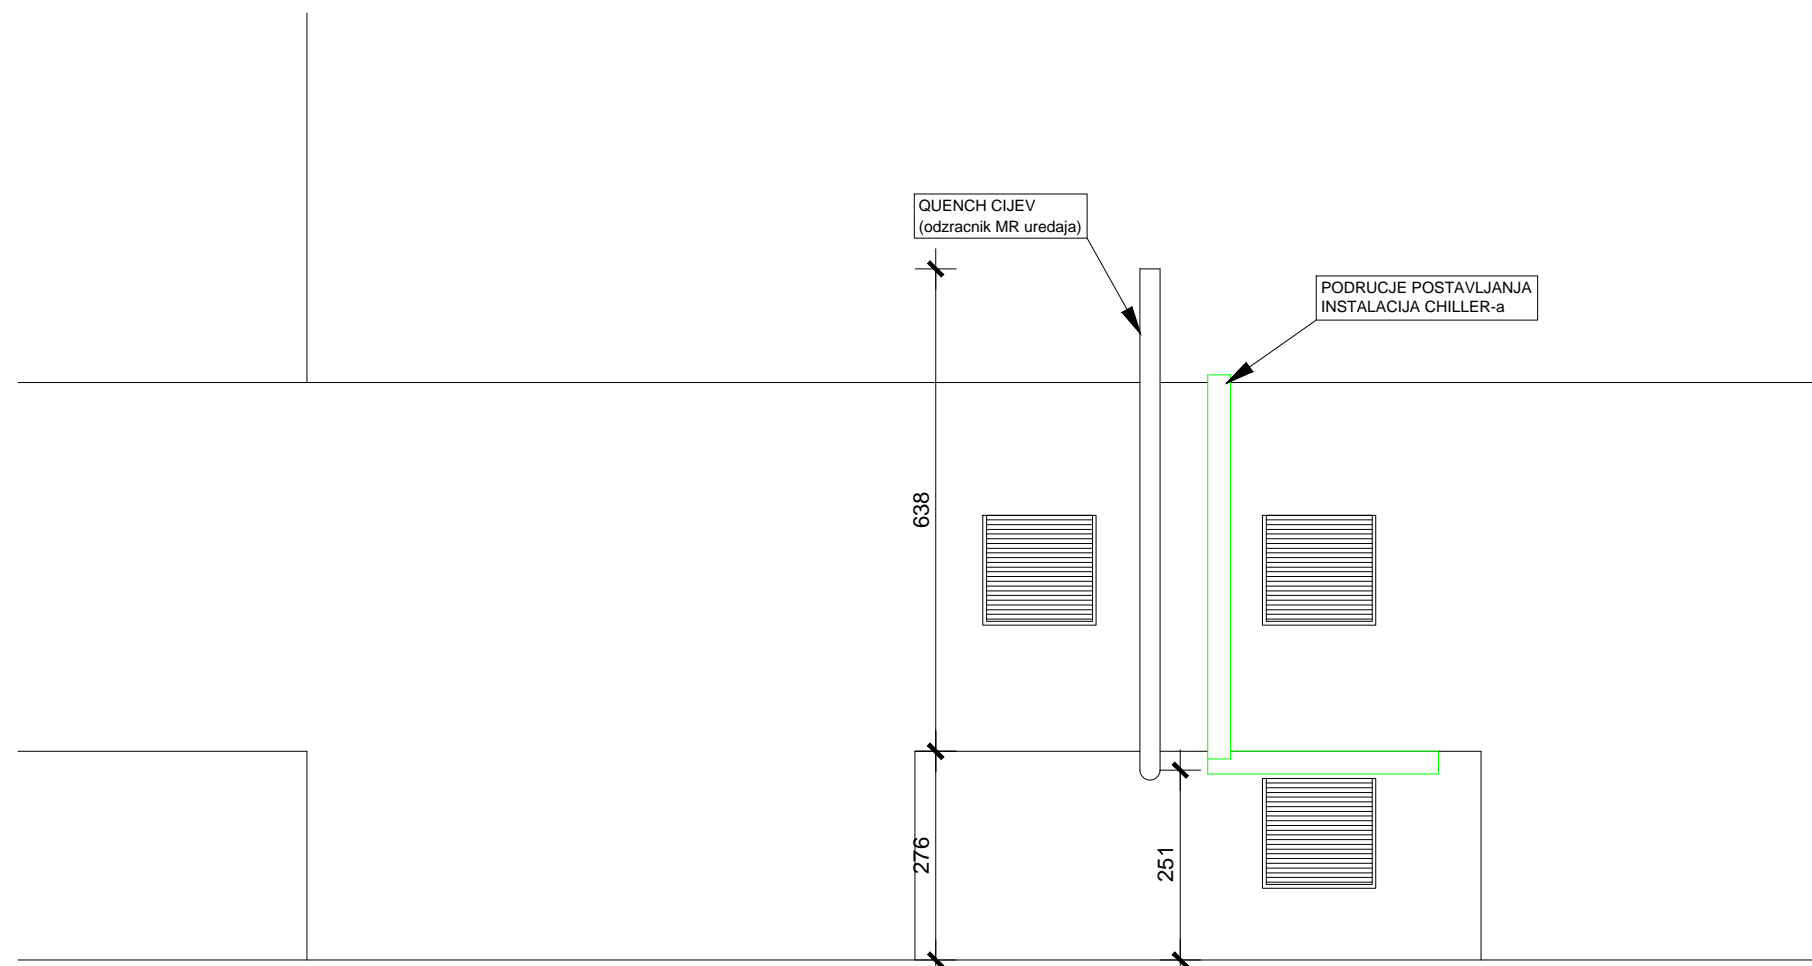 QUENCH CIJEV
(odzracnik MR uredaja)
PODRUCJE POSTAVLJANJA
INSTALACIJA CHILLER-a
638
276
251